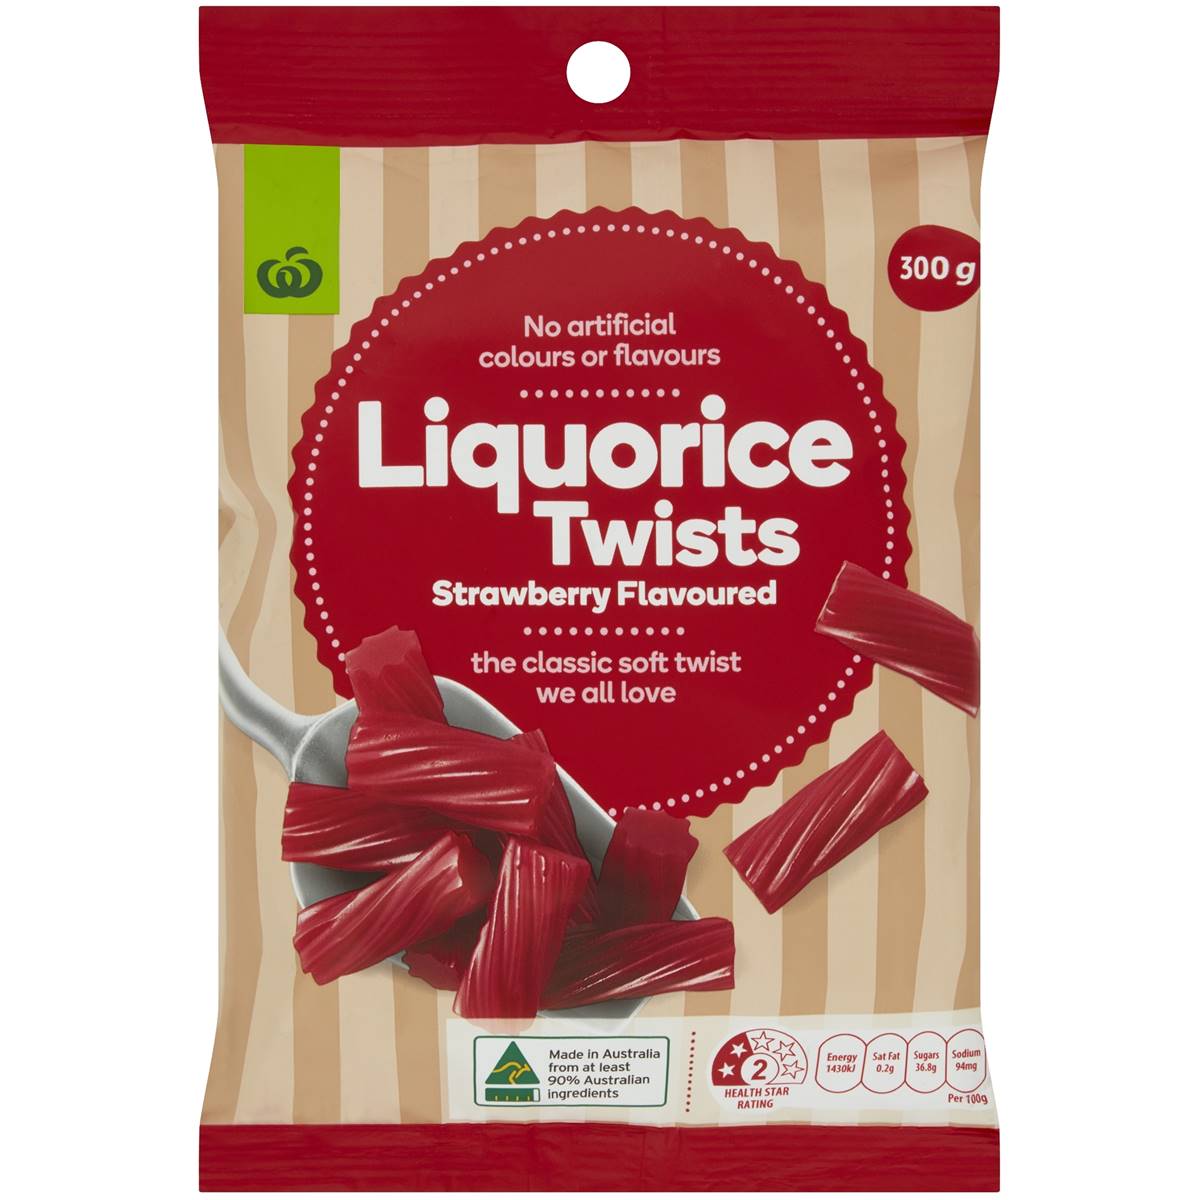 300 g
No artificial
colours or flavours
Liquorice
Twists
Strawberry Flavoured
the classic soft twist
we all love
Made in Australia
from at least
90% Australian
ingredients
2
HEALTH STAR
RATING
Energy
1430kJ
Sat Fat
0.2g
Sugars
36.8g
Sodium
94mg
Per 100g